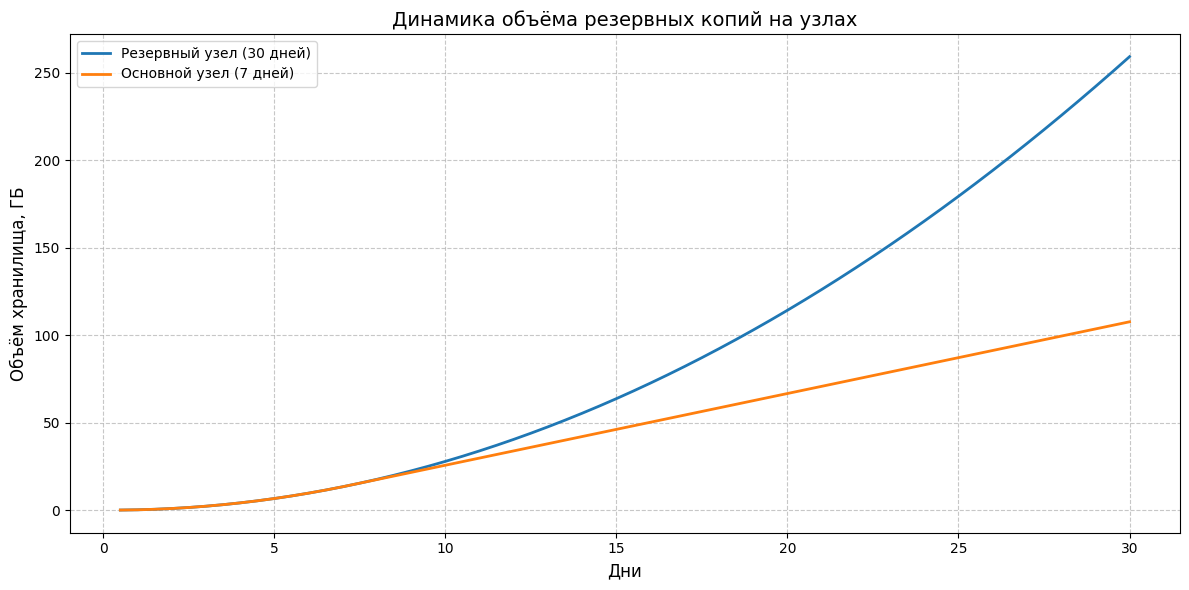 Динамика объёма резервных копий на узлах
Резервный узел (30 дней)
Основной узел (7 дней)
Объём хранилища, ГБ
250
200
150
100
50
0
0 5 10 15 20 25 30
Дни